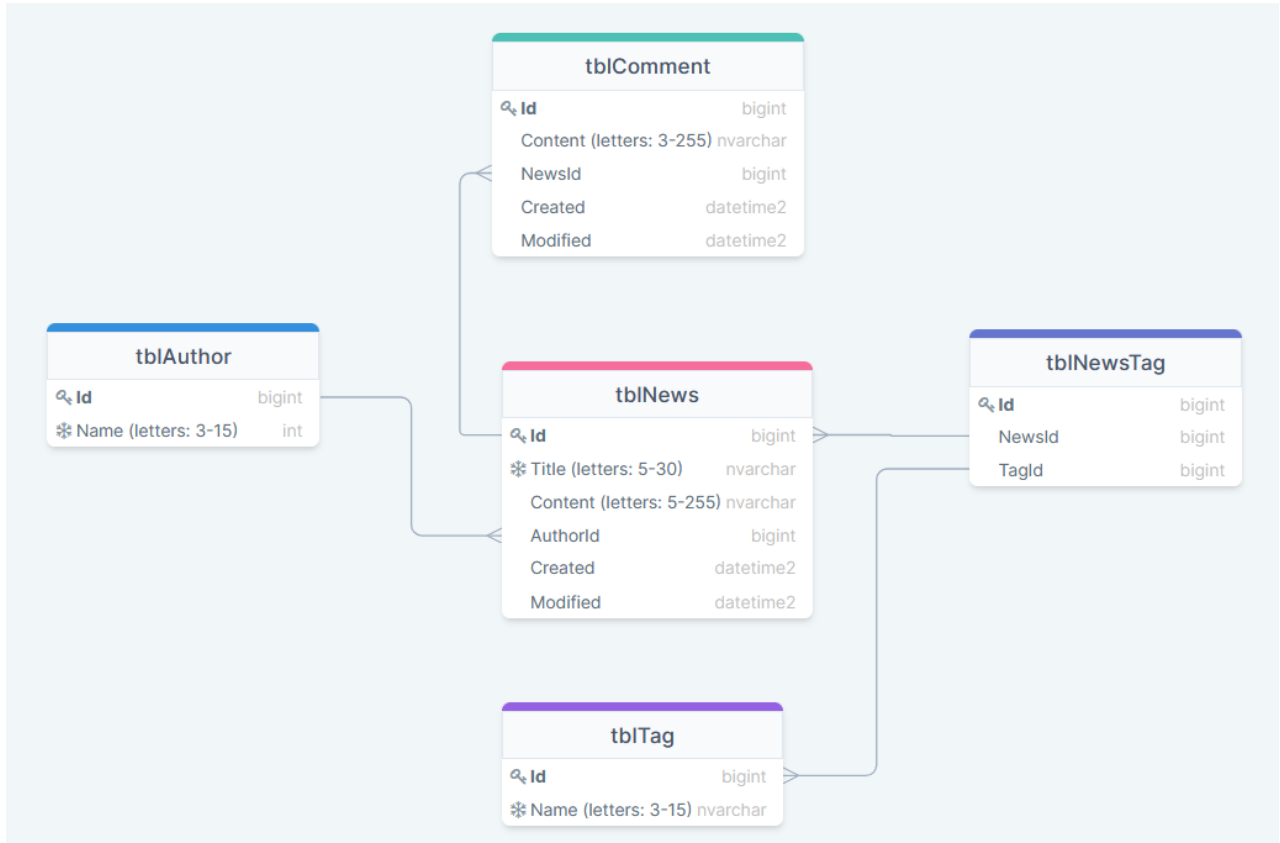 tblComment
Id bigint
Content (letters: 3-255) nvarchar
NewsId bigint
Created datetime2
Modified datetime2
tblAuthor
Id bigint
Name (letters: 3-15) int
tblNews
Id bigint
Title (letters: 5-30) nvarchar
Content (letters: 5-255) nvarchar
AuthorId bigint
Created datetime2
Modified datetime2
tblNewsTag
Id bigint
NewsId bigint
TagId bigint
tblTag
Id bigint
Name (letters: 3-15) nvarchar